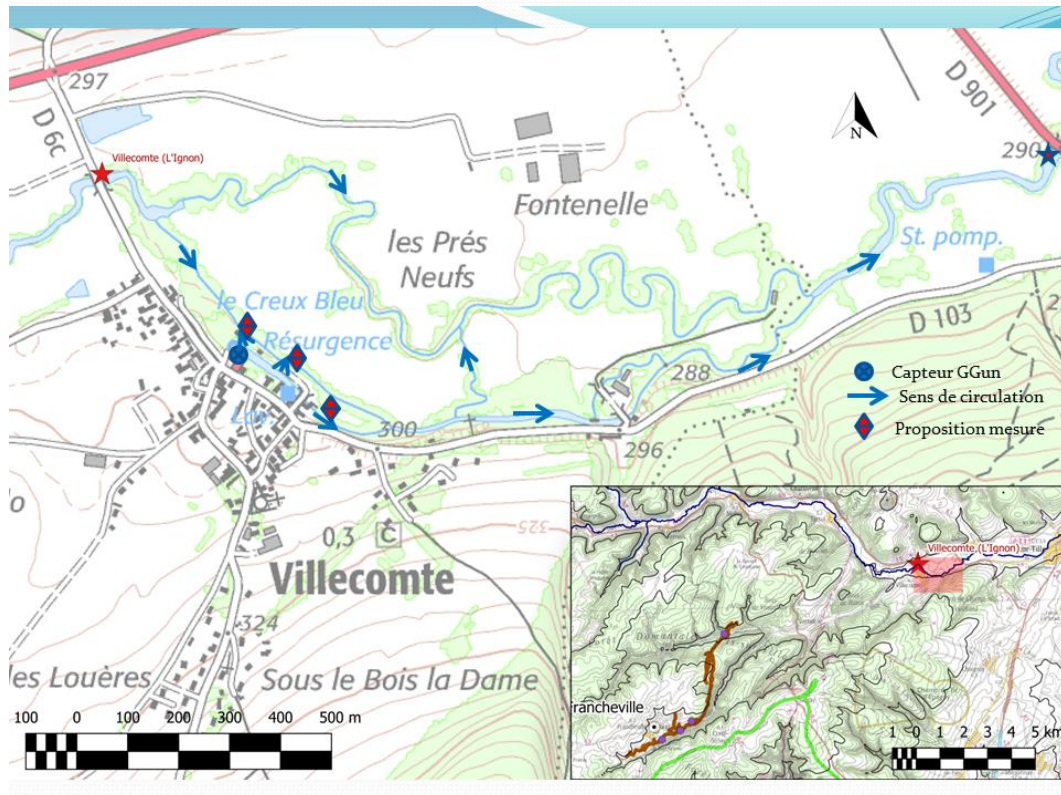 297
D 6c
Villecomte (L'Ignon)
D 901
290
N
Fontenelle
les Prés
Neufs
St. pomp.
le Creux Bleu
Résurgence
D 103
288
Lav.
300
296
Capteur GGun
Sens de circulation
Proposition mesure
0,3
C
325
Villecomte
324
les Louères
Sous le Bois la Dame
100 0 100 200 300 400 500 m
Villecomte (L'Ignon)
rancheville
1 0 1 2 3 4 5 km